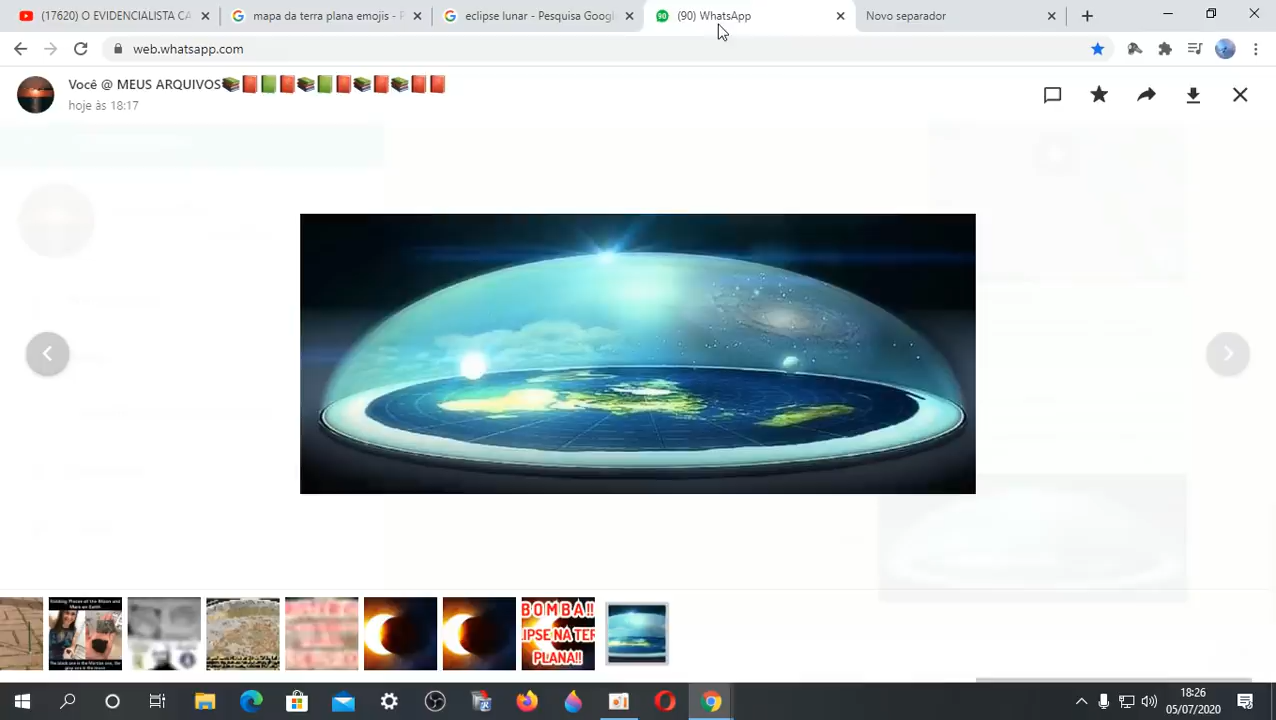 (17620) O EVIDENCIALISTA CA
mapa da terra plana emojis - P
eclipse lunar - Pesquisa Googl
(90) WhatsApp
Novo separador
web.whatsapp.com
Você @ MEUS ARQUIVOS
hoje às 18:17
BOMBA!!
LIPSE NA TER
PLANA!!
18:26
05/07/2020